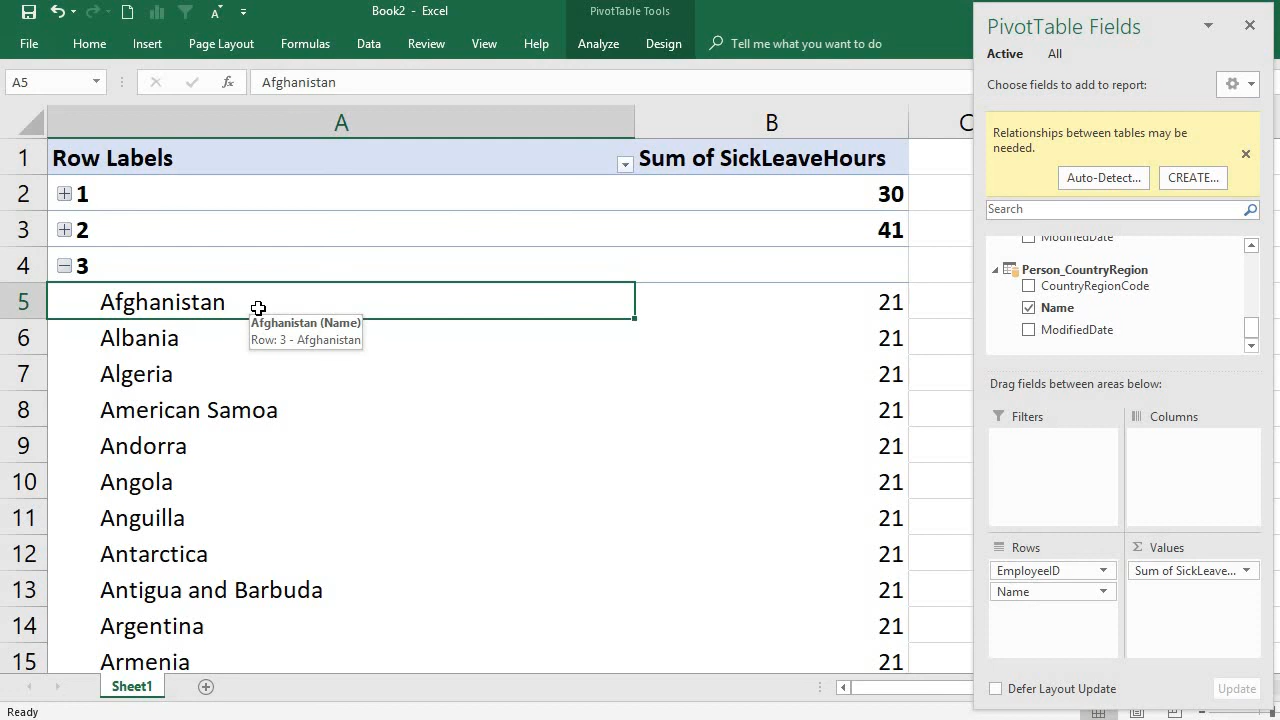 Book2 - Excel
PivotTable Tools
File Home Insert Page Layout Formulas Data Review View Help Analyze Design Tell me what you want to do
A5 fx Afghanistan
A B C
1 Row Labels Sum of SickLeaveHours
2 1 30
3 2 41
4 3
5 Afghanistan 21
Afghanistan (Name)
Row: 3 - Afghanistan
6 Albania 21
7 Algeria 21
8 American Samoa 21
9 Andorra 21
10 Angola 21
11 Anguilla 21
12 Antarctica 21
13 Antigua and Barbuda 21
14 Argentina 21
15 Armenia 21
Sheet1
Ready
PivotTable Fields
Active All
Choose fields to add to report:
Relationships between tables may be
needed.
Auto-Detect... CREATE...
Search
ModifiedDate
Person_CountryRegion
CountryRegionCode
Name
ModifiedDate
Drag fields between areas below:
Filters Columns
Rows Σ Values
EmployeeID Sum of SickLeave...
Name
Defer Layout Update Update